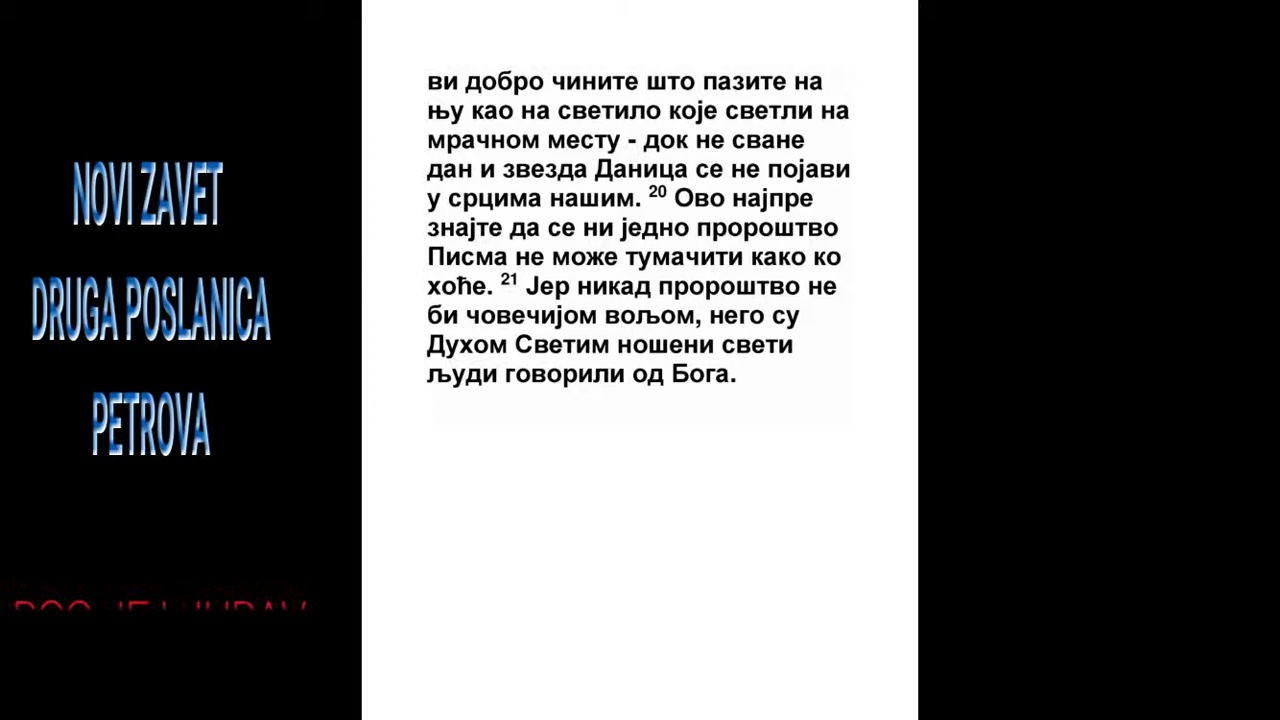 NOVI ZAVET
DRUGA POSLANICA
PETROVA
ви добро чините што пазите на
њу као на светило које светли на
мрачном месту - док не сване
дан и звезда Даница се не појави
у срцима нашим. 20 Ово најпре
знајте да се ни једно пророштво
Писма не може тумачити како ко
хоће. 21 Јер никад пророштво не
би човечијом вољом, него су
Духом Светим ношени свети
људи говорили од Бога.